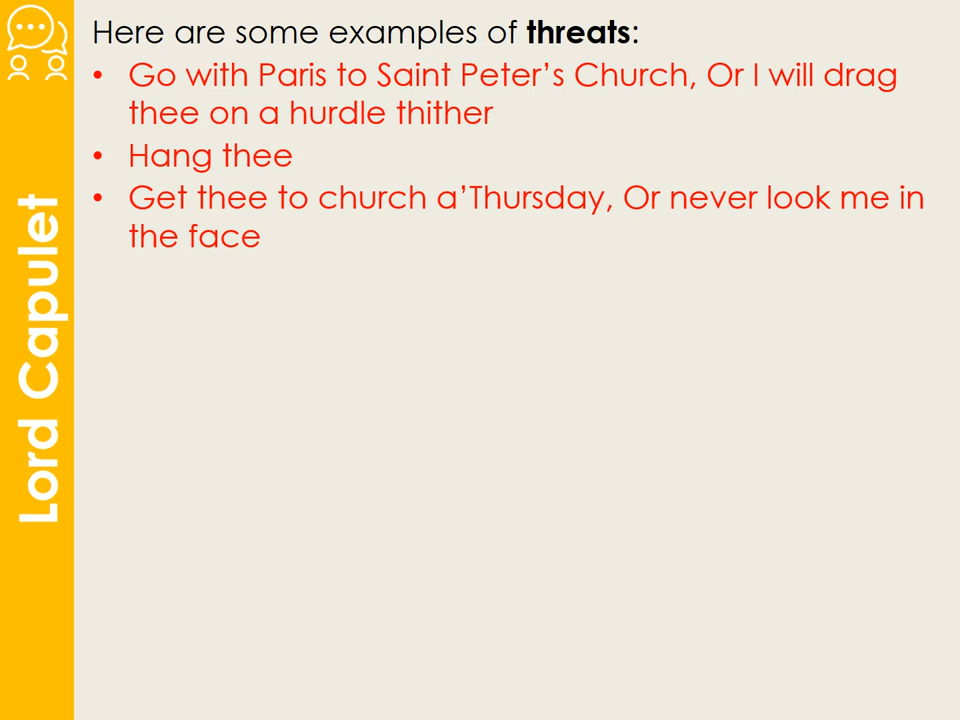 Here are some examples of threats:
• Go with Paris to Saint Peter’s Church, Or I will drag
thee on a hurdle thither
• Hang thee
• Get thee to church a’Thursday, Or never look me in
the face
Lord Capulet